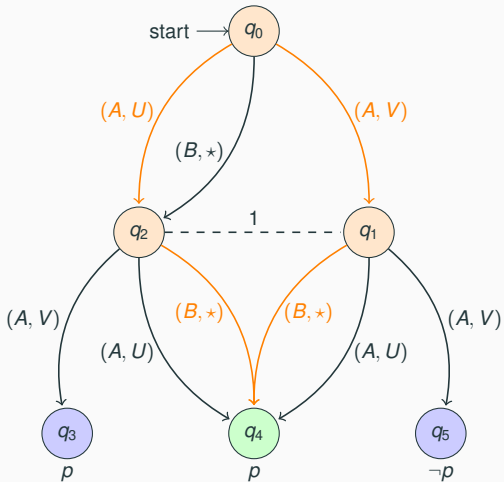 start
q₀
(A, U)
(A, V)
(B, ⋆)
q₂
1
q₁
(A, V)
(A, U)
(B, ⋆)
(B, ⋆)
(A, U)
(A, V)
q₃
q₄
q₅
p
p
¬p